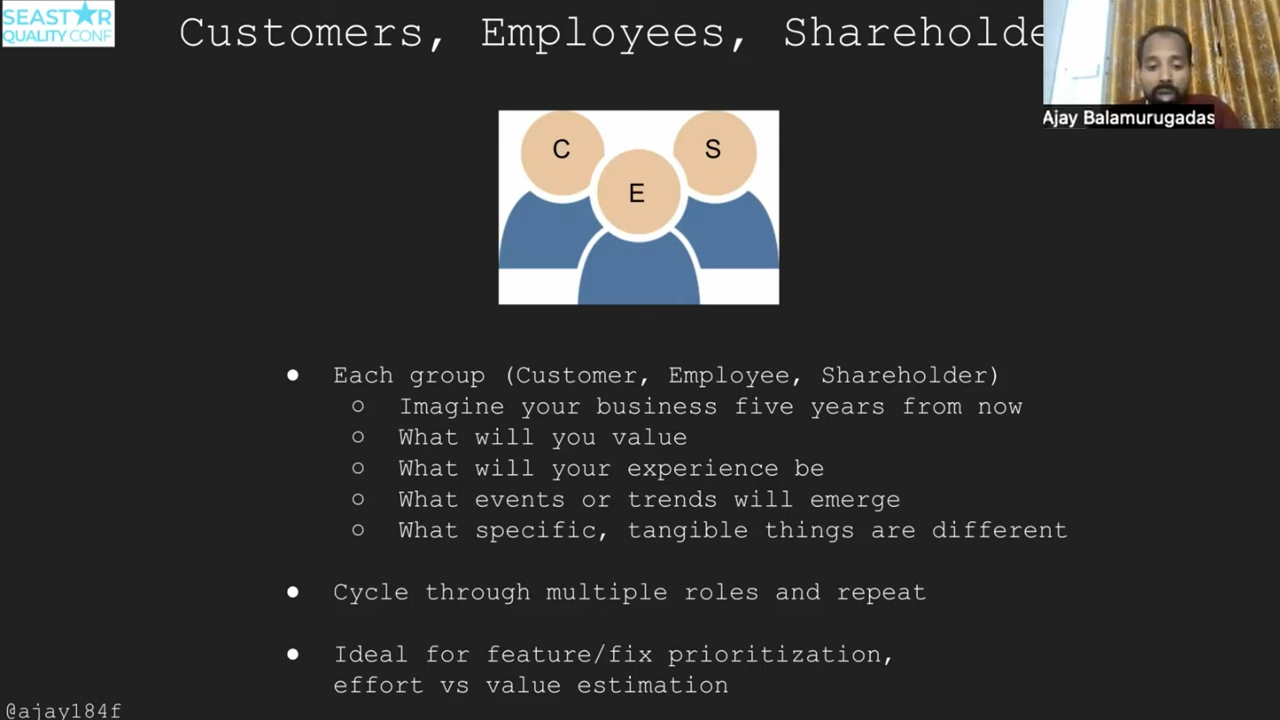 SEASTAR
QUALITY CONF
Customers, Employees, Shareholde
Ajay Balamurugadas
C
S
E
● Each group (Customer, Employee, Shareholder)
○ Imagine your business five years from now
○ What will you value
○ What will your experience be
○ What events or trends will emerge
○ What specific, tangible things are different
● Cycle through multiple roles and repeat
● Ideal for feature/fix prioritization,
effort vs value estimation
@ajay184f